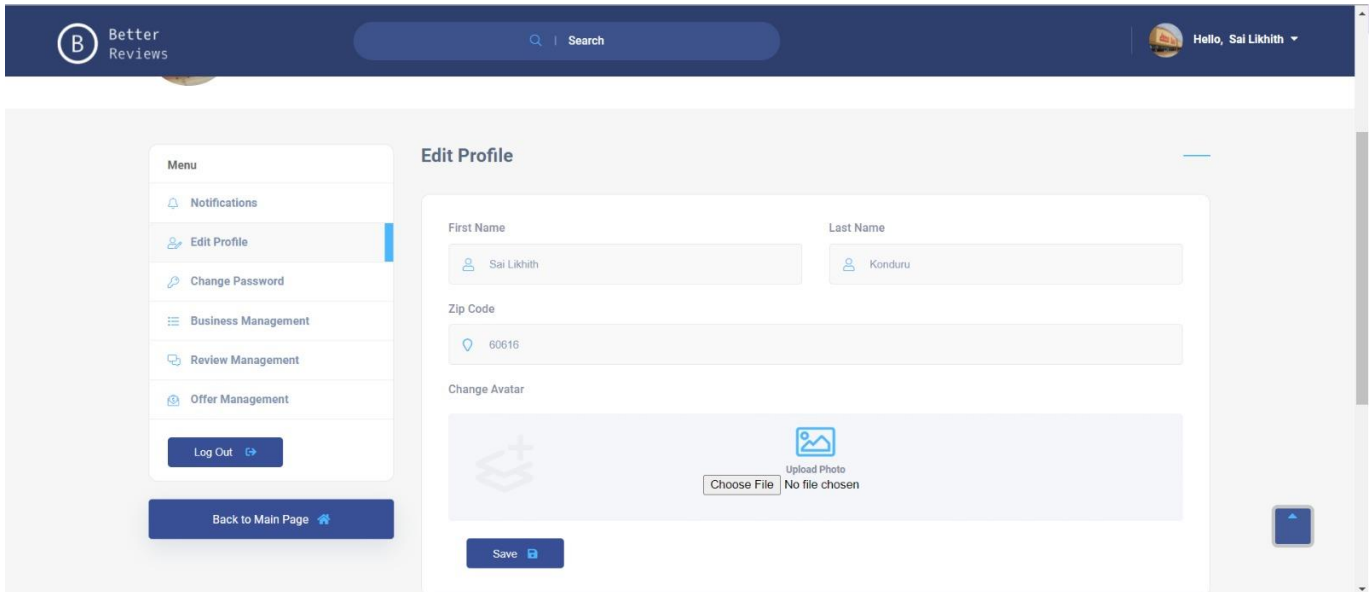 B
Better
Reviews
| Search
Hello, Sai Likhith
Menu
Notifications
Edit Profile
Change Password
Business Management
Review Management
Offer Management
Log Out
Back to Main Page
Edit Profile
First Name
Last Name
Sai Likhith
Konduru
Zip Code
60616
Change Avatar
Upload Photo
Choose File No file chosen
Save